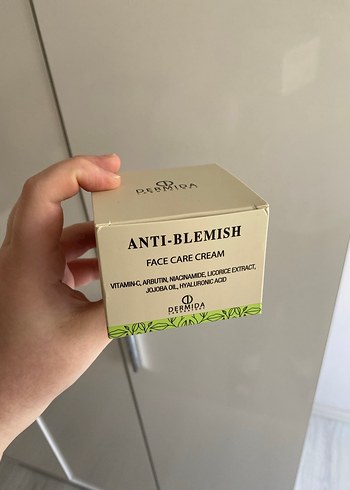 DERMIDA
ANTI-BLEMISH
FACE CARE CREAM
VITAMIN-C, ARBUTIN, NIACINAMIDE, LICORICE EXTRACT,
JOJOBA OIL, HYALURONIC ACID
DERMIDA